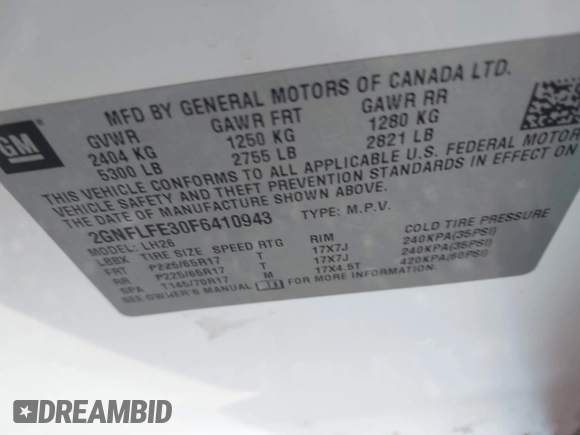 GM
MFD BY GENERAL MOTORS OF CANADA LTD.
GVWR GAWR FRT GAWR RR
2404 KG 1250 KG 1280 KG
5300 LB 2755 LB 2821 LB
THIS VEHICLE CONFORMS TO ALL APPLICABLE U.S. FEDERAL MOTOR
VEHICLE SAFETY AND THEFT PREVENTION STANDARDS IN EFFECT ON
THE DATE OF MANUFACTURE SHOWN ABOVE.
2GNFLFE30F6410943 TYPE: M.P.V.
MODEL: LH26
LBBX TIRE SIZE SPEED RTG RIM COLD TIRE PRESSURE
FRT P225/65R17 T 17X7J 240KPA(35PSI)
RR P225/65R17 T 17X7J 240KPA(35PSI)
SPA T145/70R17 M 17X4.5T 420KPA(60PSI)
SEE OWNER'S MANUAL FOR MORE INFORMATION.
DREAMBID